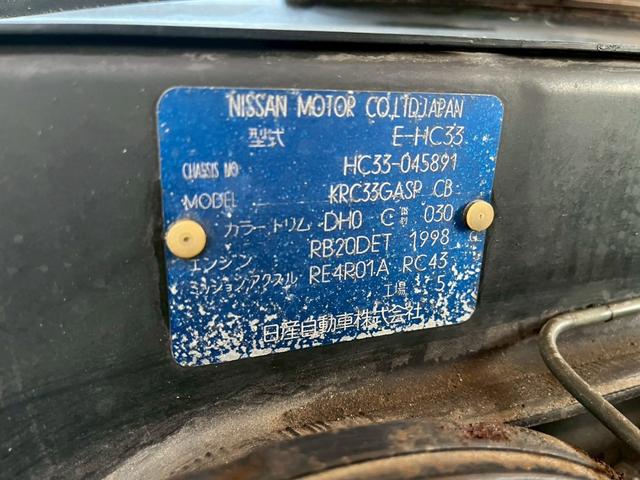 NISSAN MOTOR CO.,LTD.JAPAN
型式 E-HC33
CHASSIS NO HC33-045891
MODEL KRC33GASP CB
カラー トリム DH0 C 030
エンジン RB20DET 1998
ミッション/アクスル RE4R01A RC43
工場 5
日産自動車株式会社